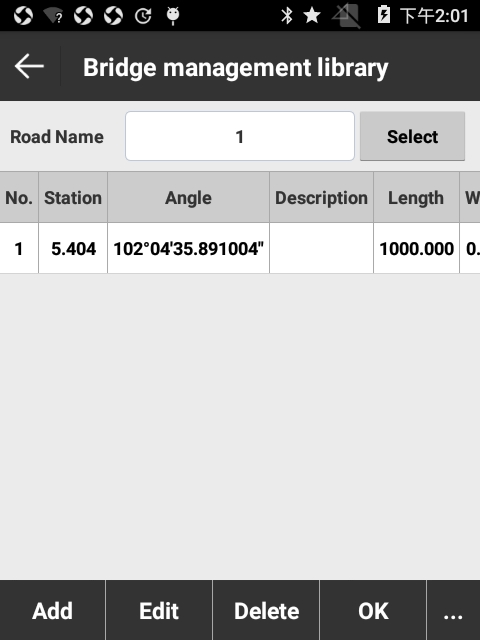 下午2:01
Bridge management library
Road Name 1 Select
No. Station Angle Description Length W
1 5.404 102°04'35.891004" 1000.000 0.
Add Edit Delete OK ...